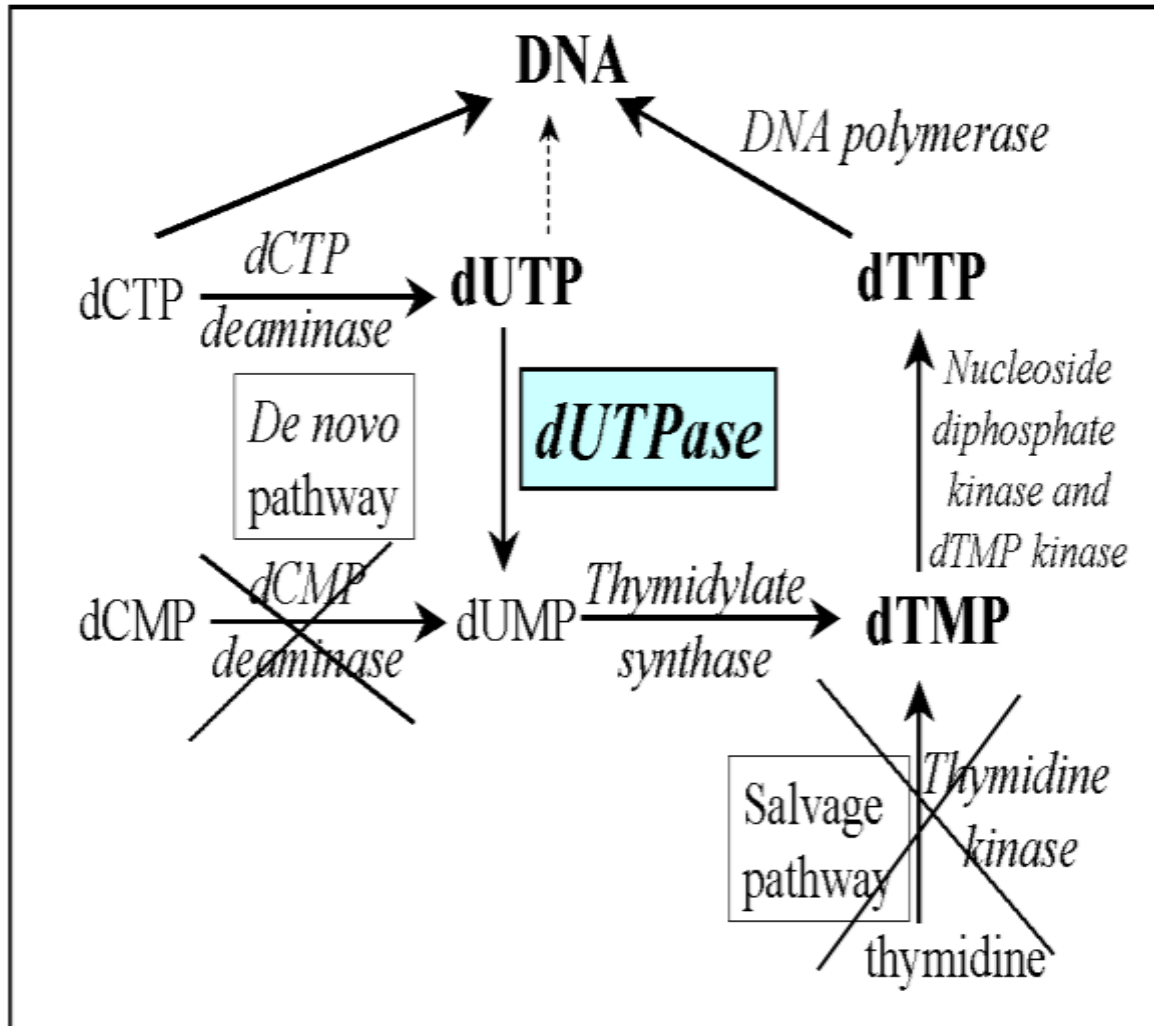 DNA
DNA polymerase
dCTP
dCTP
deaminase
dUTP
dTTP
De novo
pathway
dUTPase
Nucleoside
diphosphate
kinase and
dTMP kinase
dCMP
dCMP
deaminase
dUMP
Thymidylate
synthase
dTMP
Salvage
pathway
Thymidine
kinase
thymidine